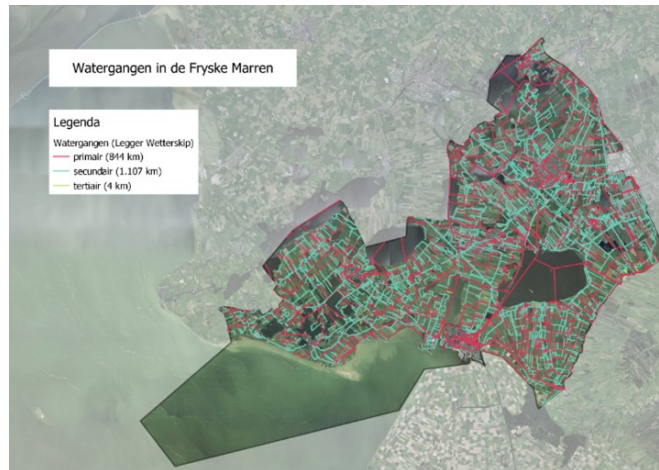 Watergangen in de Fryske Marren
Legenda
Watergangen (Legger Wetterskip)
primair (844 km)
secundair (1.107 km)
tertiair (4 km)